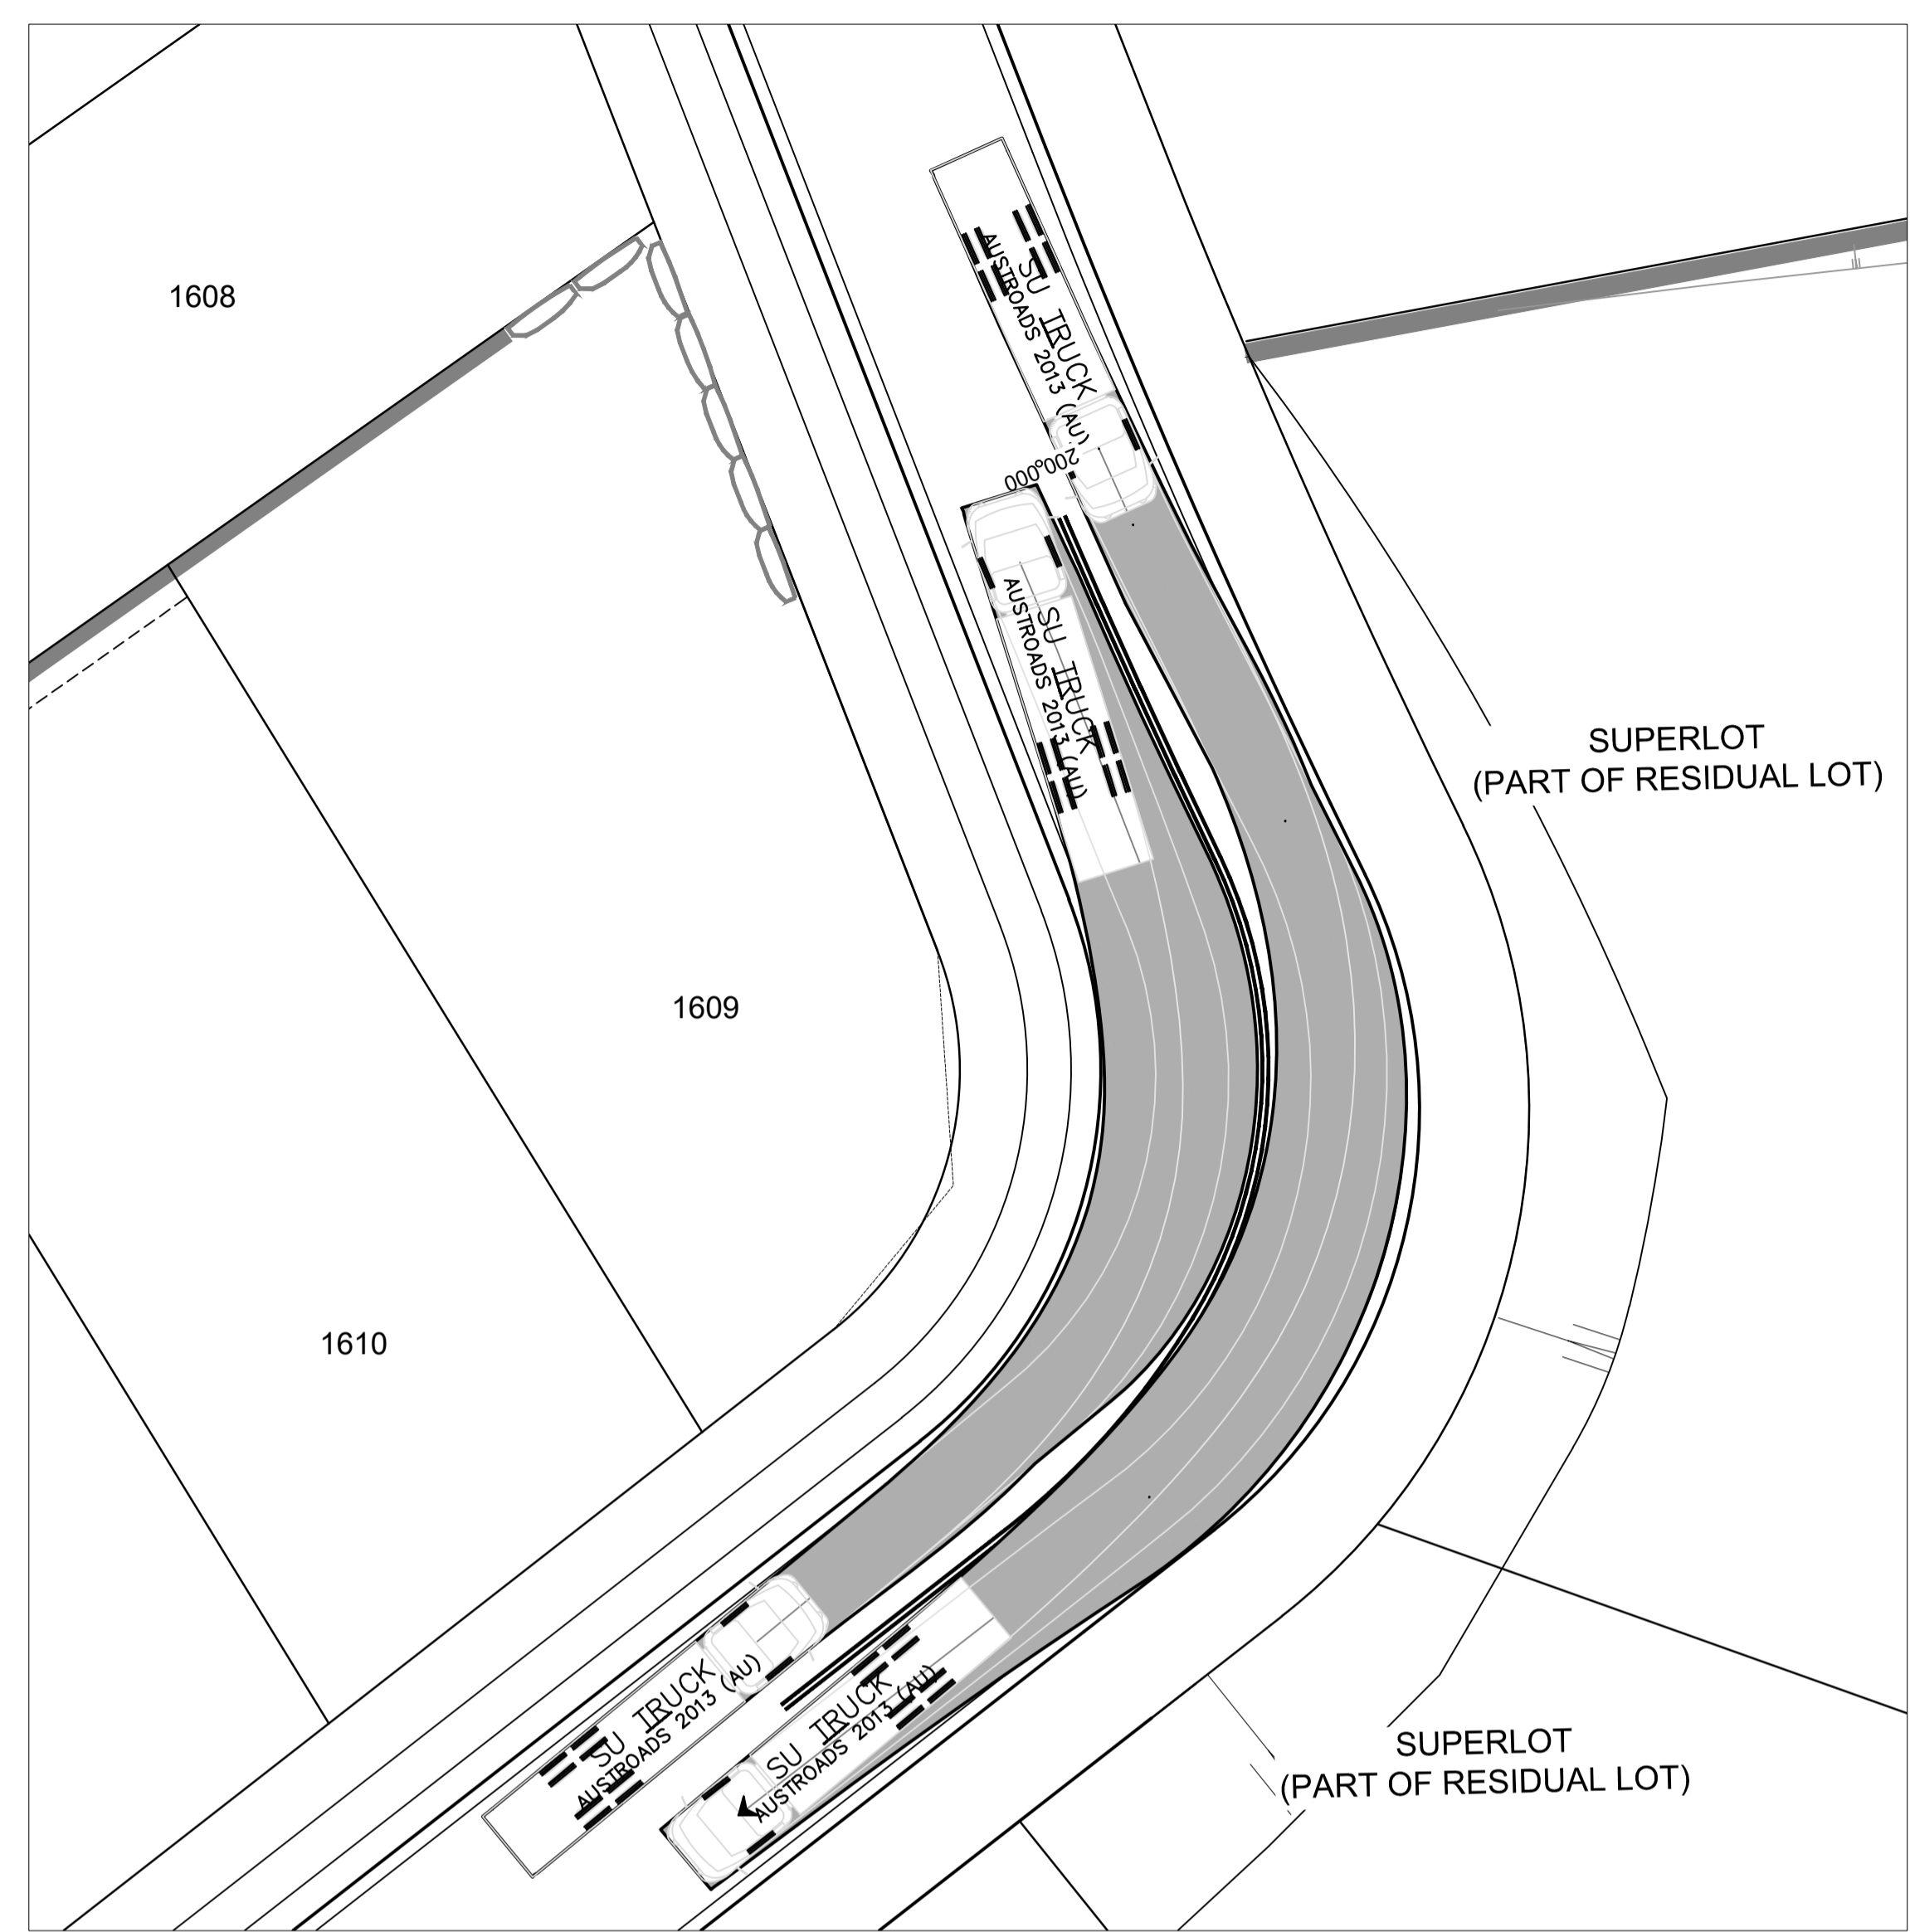 1608
SU TRUCK
AUSTROADS 2013 (AU)
200.000
SU TRUCK
AUSTROADS 2013 (AU)
SUPERLOT
(PART OF RESIDUAL LOT)
1609
1610
SU TRUCK
AUSTROADS 2013 (AU)
SU TRUCK
AUSTROADS 2013 (AU)
SUPERLOT
(PART OF RESIDUAL LOT)